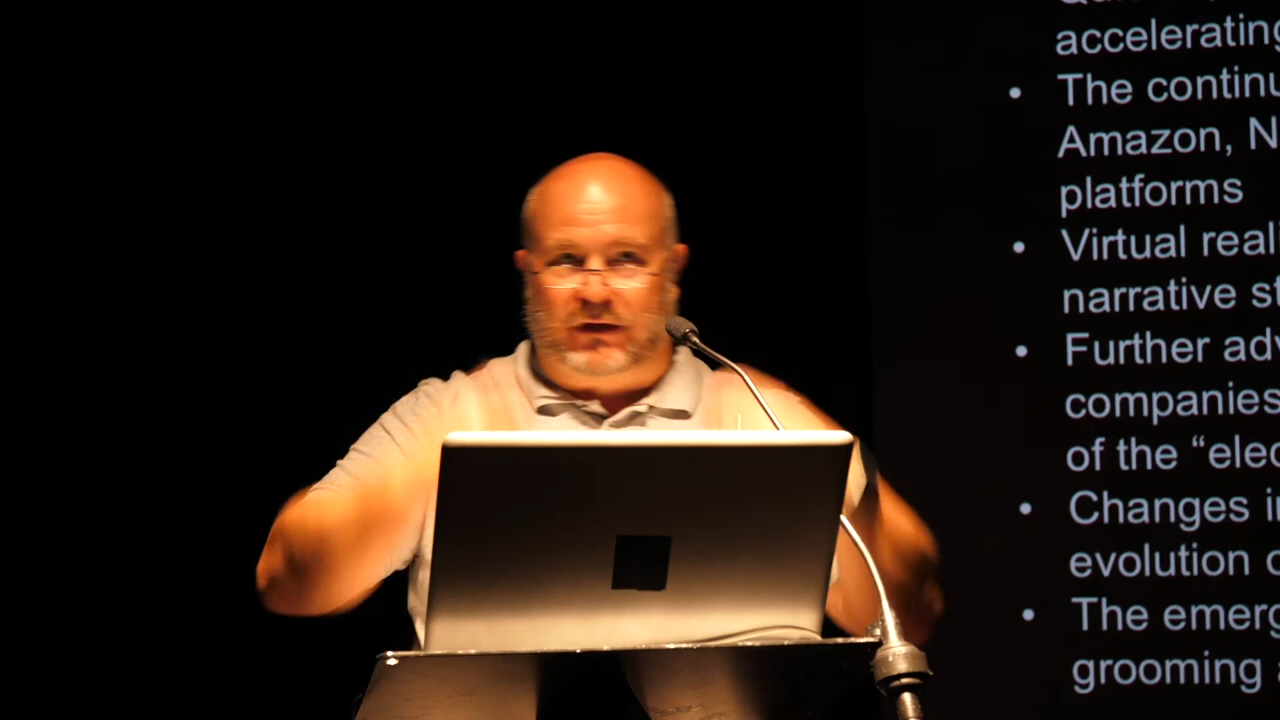 accelerating
• The continu
Amazon, N
platforms
• Virtual reali
narrative st
• Further adv
companies
of the “elec
• Changes i
evolution
The emerg
grooming